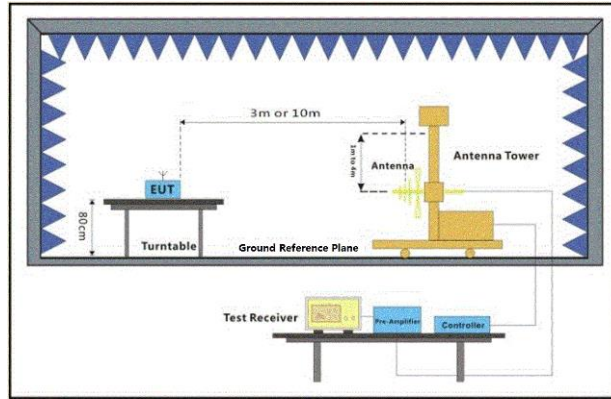 3m or 10m
1m to 4m
Antenna
Antenna Tower
EUT
80cm
Turntable
Ground Reference Plane
Test Receiver
Pre-Amplifier
Controller